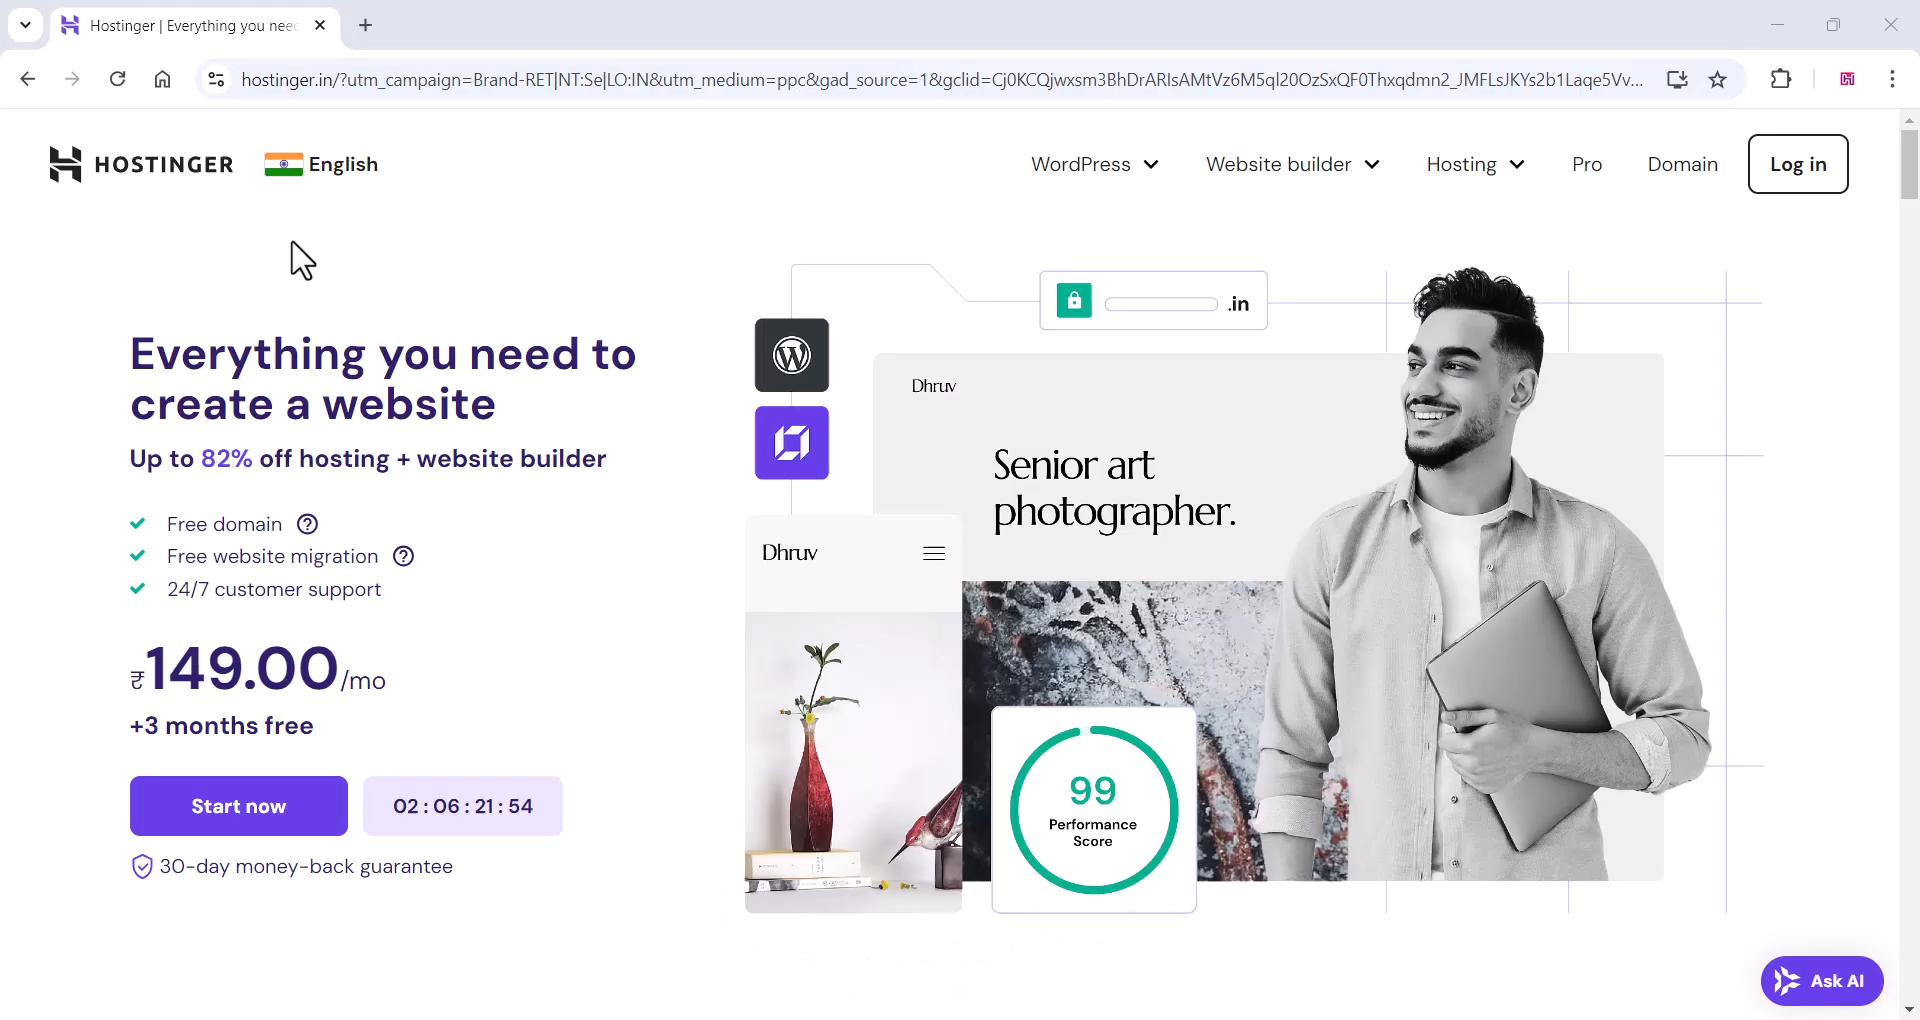 Hostinger | Everything you need
hostinger.in/?utm_campaign=Brand-RET|NT:Se|LO:IN&utm_medium=ppc&gad_source=1&gclid=Cj0KCQjwxsm3BhDrARIsAMtVz6M5ql20OzSxQF0Thxqdmn2_JMFLsJKYs2b1Laqe5Vv...
HOSTINGER English WordPress Website builder Hosting Pro Domain Log in
.in
Everything you need to
create a website
Up to 82% off hosting + website builder
Free domain
Free website migration
24/7 customer support
₹149.00/mo
+3 months free
Start now 02 : 06 : 21 : 54
30-day money-back guarantee
Dhruv
Senior art
photographer.
Dhruv
99
Performance
Score
Ask AI